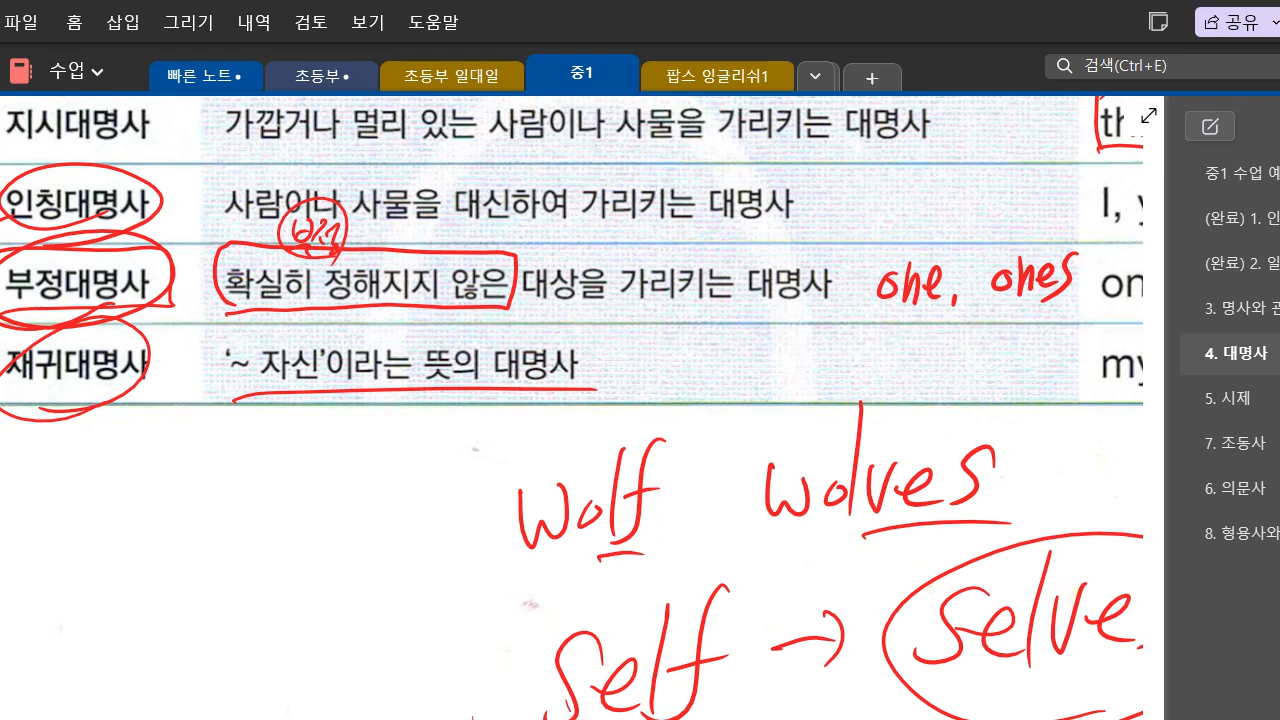 파일 홈 삽입 그리기 내역 검토 보기 도움말 공유
수업 빠른 노트 초등부 초등부 일대일 중1 팝스 잉글리쉬1 + 검색(Ctrl+E)
지시대명사 가깝거나 멀리 있는 사람이나 사물을 가리키는 대명사 th
중1 수업 예
인칭대명사 사람이나 사물을 대신하여 가리키는 대명사 I, y
(완료) 1. 인
부정대명사 확실히 정해지지 않은 대상을 가리키는 대명사 one, ones on
(완료) 2. 일
3. 명사와 관
재귀대명사 '~ 자신'이라는 뜻의 대명사 my
4. 대명사
5. 시제
7. 조동사
wolf wolves
6. 의문사
8. 형용사와
self → selve